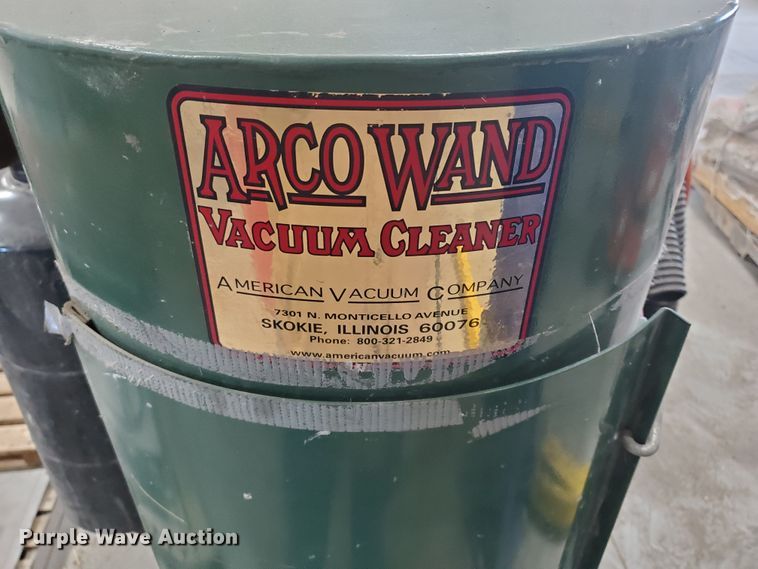 ARCO WAND
VACUUM CLEANER
AMERICAN VACUUM COMPANY
7301 N. MONTICELLO AVENUE
SKOKIE, ILLINOIS 60076
Phone: 800-321-2849
www.americanvacuum.com
Purple Wave Auction